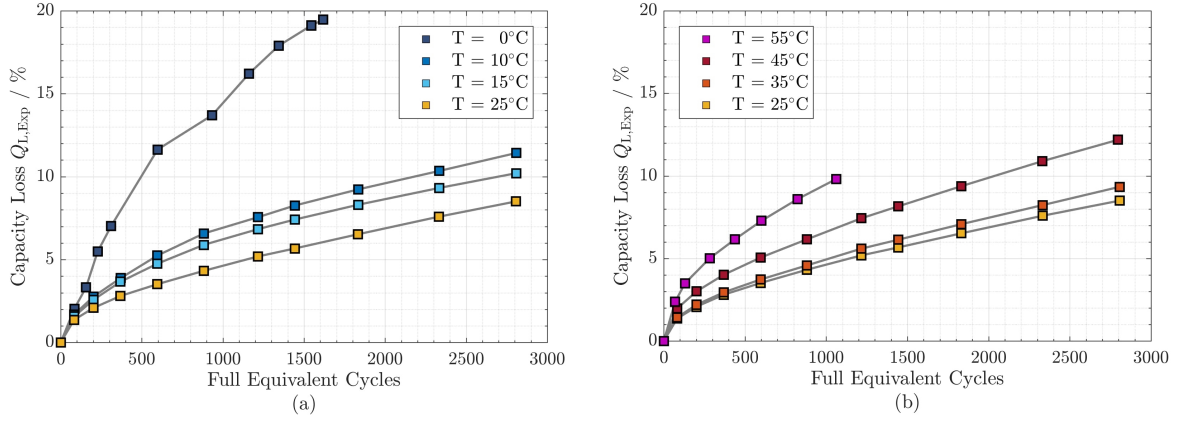 20
15
10
5
0
0
500
1000
1500
2000
2500
3000
Capacity Loss Q_L,Exp / %
Full Equivalent Cycles
T = 0°C
T = 10°C
T = 15°C
T = 25°C
(a)
20
15
10
5
0
0
500
1000
1500
2000
2500
3000
Capacity Loss Q_L,Exp / %
Full Equivalent Cycles
T = 55°C
T = 45°C
T = 35°C
T = 25°C
(b)